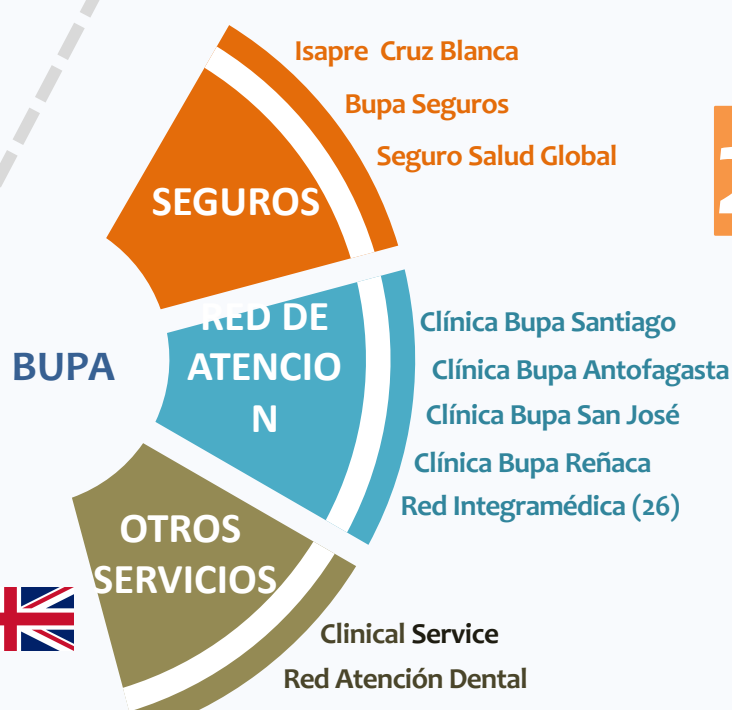 Isapre Cruz Blanca
Bupa Seguros
Seguro Salud Global
SEGUROS
BUPA
RED DE
ATENCIO
N
Clínica Bupa Santiago
Clínica Bupa Antofagasta
Clínica Bupa San José
Clínica Bupa Reñaca
Red Integramédica (26)
OTROS
SERVICIOS
Clinical Service
Red Atención Dental